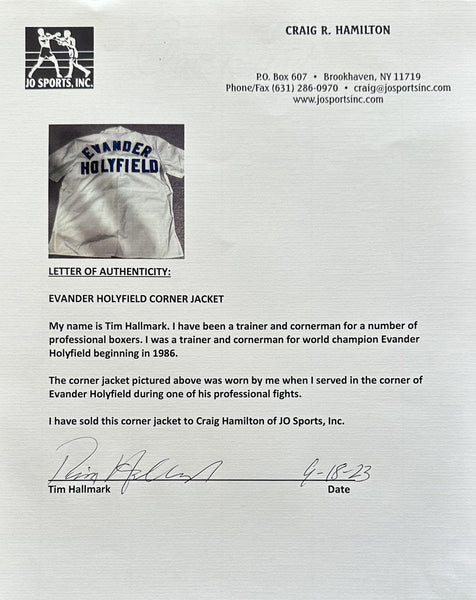 CRAIG R. HAMILTON
JO SPORTS, INC.
P.O. Box 607 • Brookhaven, NY 11719
Phone/Fax (631) 286-0970 • craig@josportsinc.com
www.josportsinc.com
EVANDER
HOLYFIELD
LETTER OF AUTHENTICITY:
EVANDER HOLYFIELD CORNER JACKET
My name is Tim Hallmark. I have been a trainer and cornerman for a number of
professional boxers. I was a trainer and cornerman for world champion Evander
Holyfield beginning in 1986.
The corner jacket pictured above was worn by me when I served in the corner of
Evander Holyfield during one of his professional fights.
I have sold this corner jacket to Craig Hamilton of JO Sports, Inc.
Tim Hallmark 9-18-23
Tim Hallmark Date